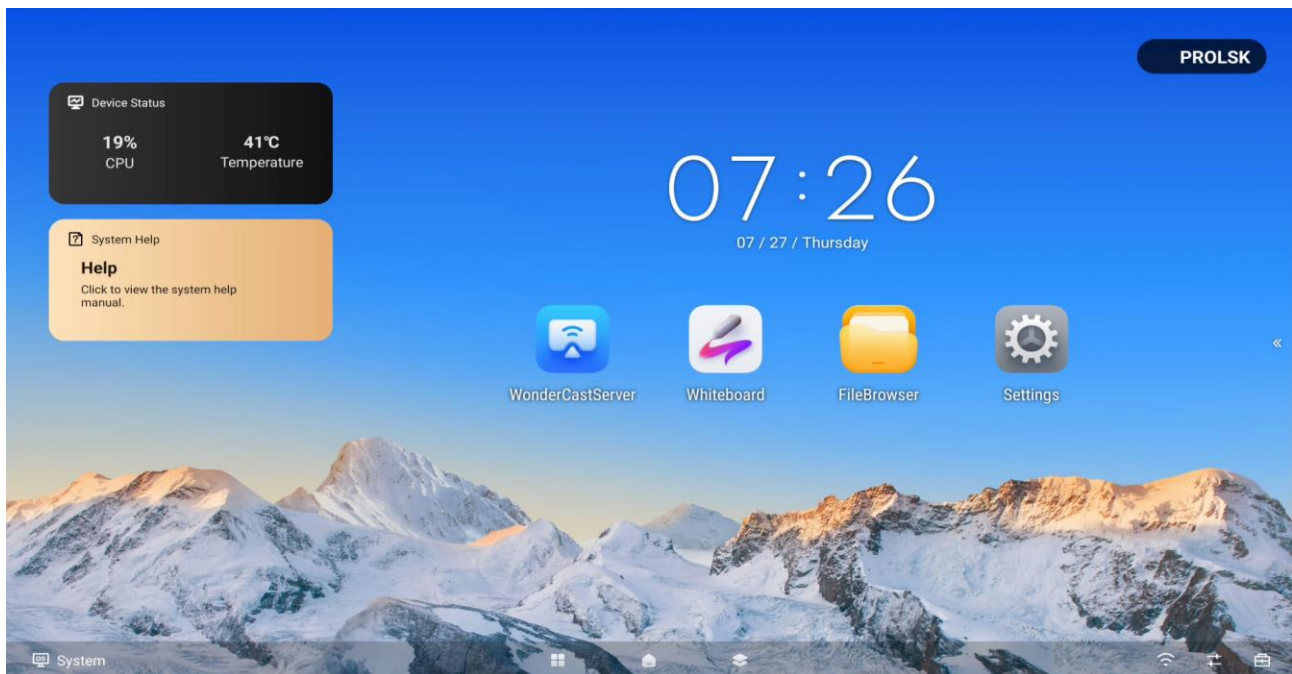 PROLSK
Device Status
19%
CPU
41℃
Temperature
System Help
Help
Click to view the system help
manual.
07:26
07 / 27 / Thursday
WonderCastServer
Whiteboard
FileBrowser
Settings
System